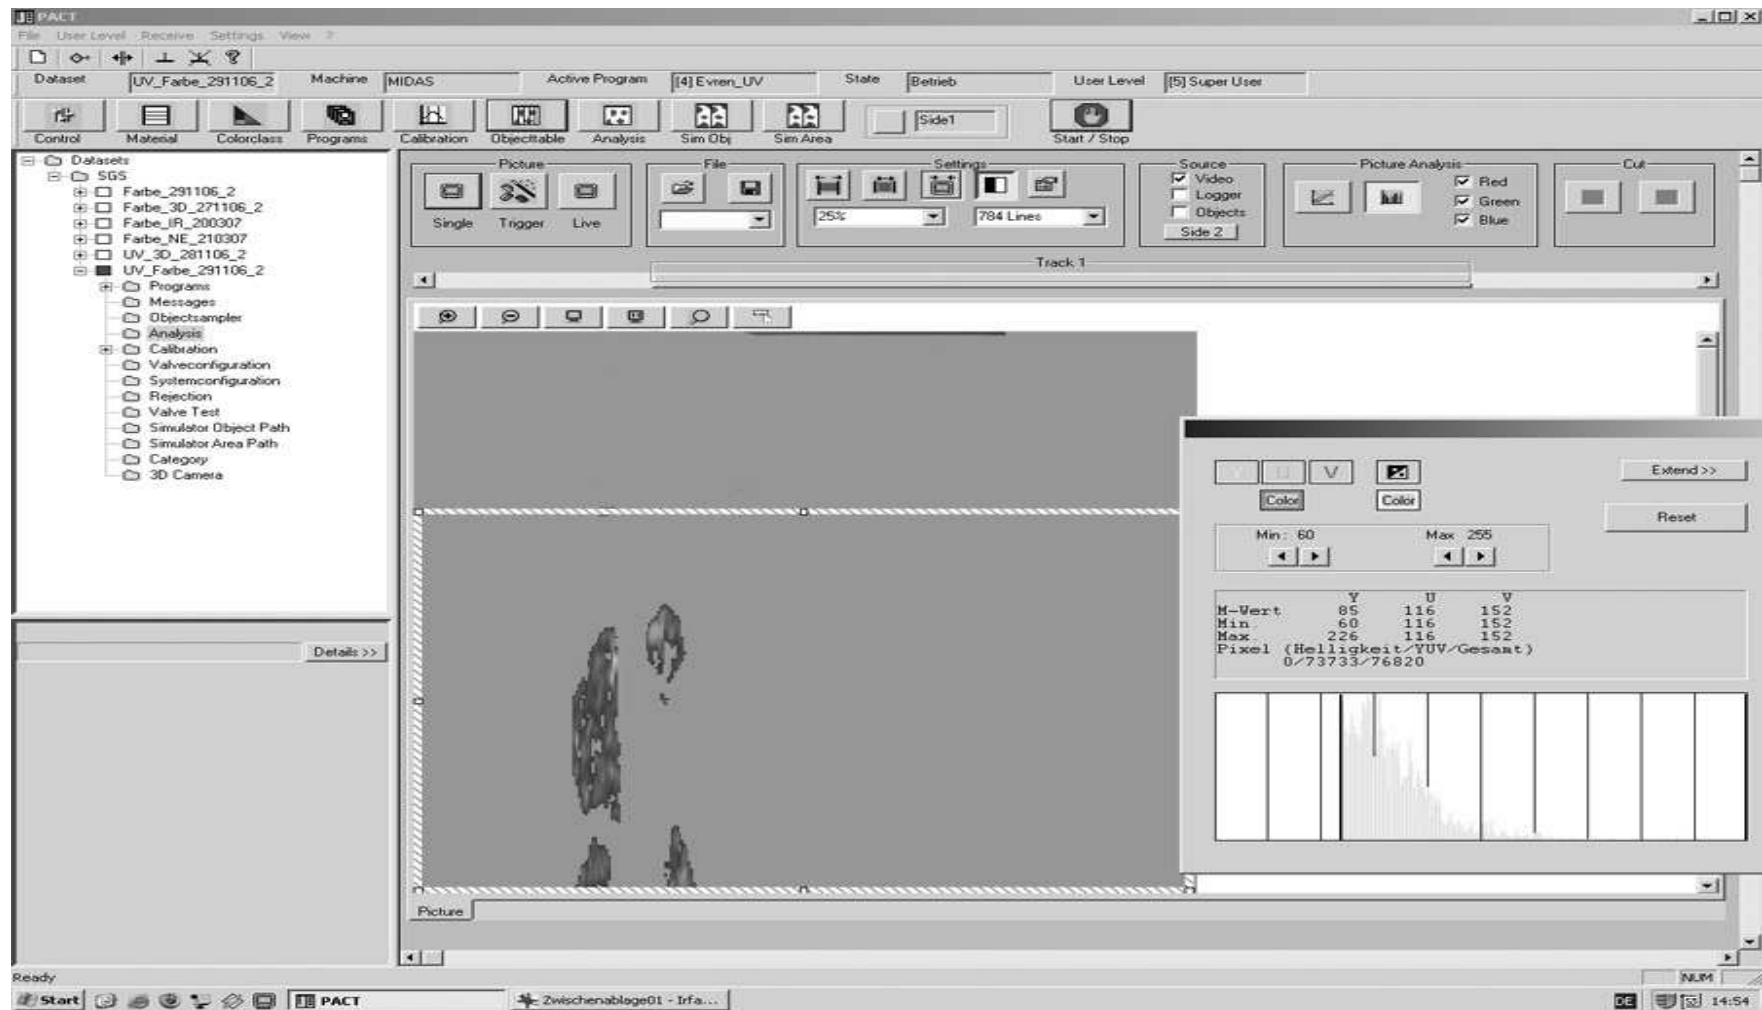 PACT
File User Level Receive Settings View ?
Dataset UV_Farbe_291106_2 Machine MIDAS Active Program [4] Evren_UV State Betrieb User Level [5] Super User
Control Material Colorclass Programs Calibration Objecttable Analysis Sim Obj Sim Area Side1 Start / Stop
Datasets
SGS
Farbe_291106_2
Farbe_3D_271106_2
Farbe_IR_200307
Farbe_NE_210307
UV_3D_281106_2
UV_Farbe_291106_2
Programs
Messages
Objectsampler
Analysis
Calibration
Valveconfiguration
Systemconfiguration
Rejection
Valve Test
Simulator Object Path
Simulator Area Path
Category
3D Camera
Details >>
Picture File Settings Source Picture Analysis Cut
Single Trigger Live
25% 784 Lines
Video
Logger
Objects
Side 2
Red
Green
Blue
Track 1
Y U V
Color Color
Extend >>
Reset
Min: 60 Max 255
Y U V
M-Wert 85 116 152
Min 60 116 152
Max 226 116 152
Pixel (Helligkeit/YUV/Gesamt)
0/73733/76820
Picture
Ready NUM
Start PACT Zwischenablage01 - Irfa... DE 14:54